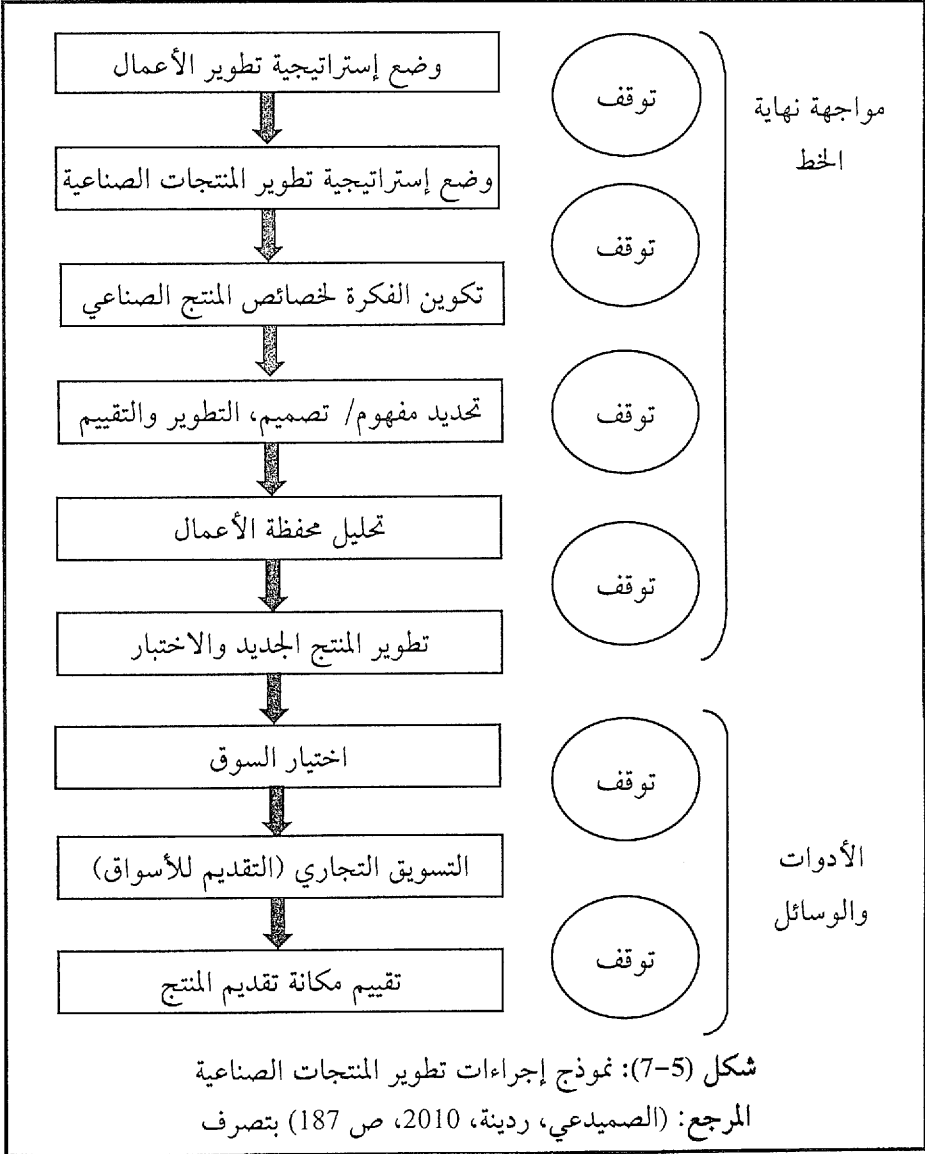 وضع إستراتيجية تطوير الأعمال
وضع إستراتيجية تطوير المنتجات الصناعية
تكوين الفكرة لخصائص المنتج الصناعي
تحديد مفهوم/ تصميم، التطوير والتقييم
تحليل محفظة الأعمال
تطوير المنتج الجديد والاختبار
اختيار السوق
التسويق التجاري (التقديم للأسواق)
تقييم مكانة تقديم المنتج
توقف
توقف
توقف
توقف
توقف
توقف
مواجهة نهاية
الخط
الأدوات
والوسائل
شكل (5-7): نموذج إجراءات تطوير المنتجات الصناعية
المرجع: (الصميدعي، ردينة، 2010، ص 187) بتصرف